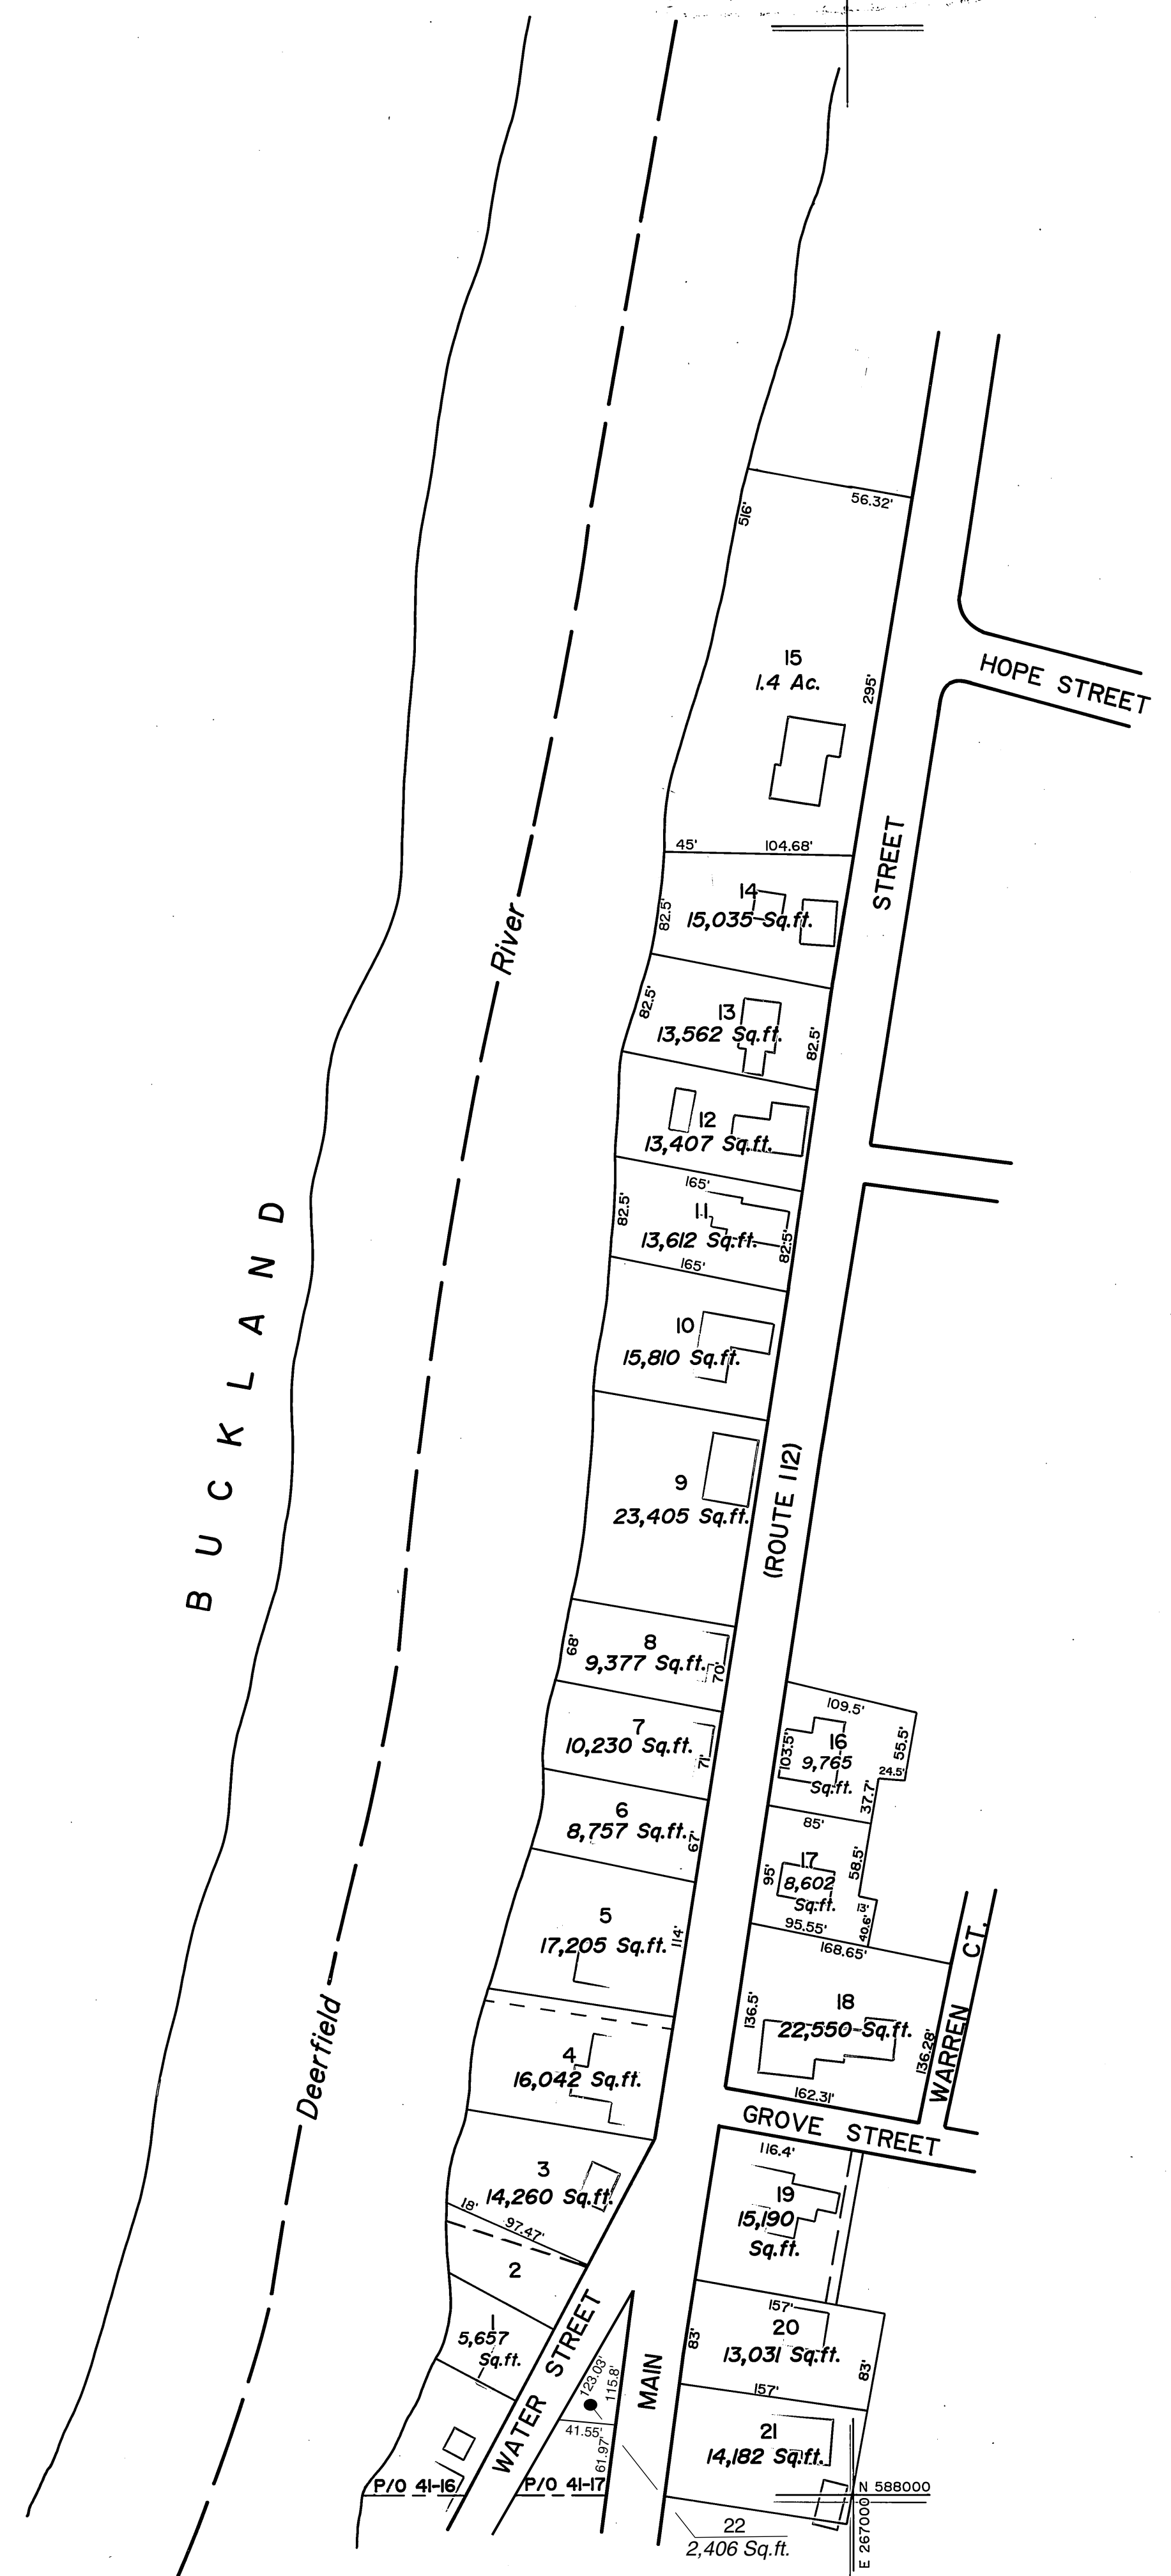 56.32'
516'
15
1.4 Ac.
295'
HOPE STREET
STREET
45'
104.68'
14
15,035 Sq.ft.
82.5'
River
13
13,562 Sq.ft.
82.5'
82.5'
12
13,407 Sq.ft.
165'
11
13,612 Sq.ft.
82.5'
82.5'
165'
BUCKLAND
10
15,810 Sq.ft.
9
23,405 Sq.ft.
(ROUTE 112)
8
9,377 Sq.ft.
68'
70'
7
10,230 Sq.ft.
71'
109.5'
16
9,765
Sq.ft.
103.5'
55.5'
24.5'
37.7'
85'
6
8,757 Sq.ft.
67'
17
8,602
Sq.ft.
95'
58.5'
13'
40.6'
95.55'
5
17,205 Sq.ft.
114'
168.65'
WARREN CT.
18
22,550 Sq.ft.
136.5'
136.28'
162.31'
Deerfield
4
16,042 Sq.ft.
GROVE STREET
3
14,260 Sq.ft.
18'
97.47'
116.4'
19
15,190
Sq.ft.
2
157'
20
13,031 Sq.ft.
83'
83'
157'
1
5,657
Sq.ft.
WATER STREET
123.03'
115.8'
MAIN
41.55'
61.97'
21
14,182 Sq.ft.
P/O 41-16
P/O 41-17
N 588000
E 267000
22
2,406 Sq.ft.